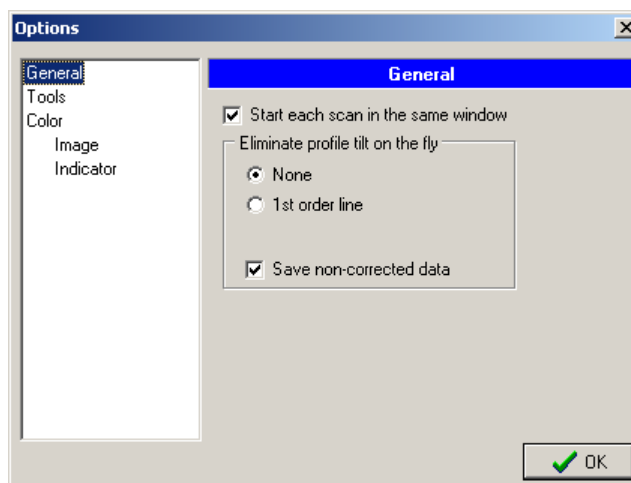 Options
General
Tools
Color
Image
Indicator
General
Start each scan in the same window
Eliminate profile tilt on the fly
None
1st order line
Save non-corrected data
OK